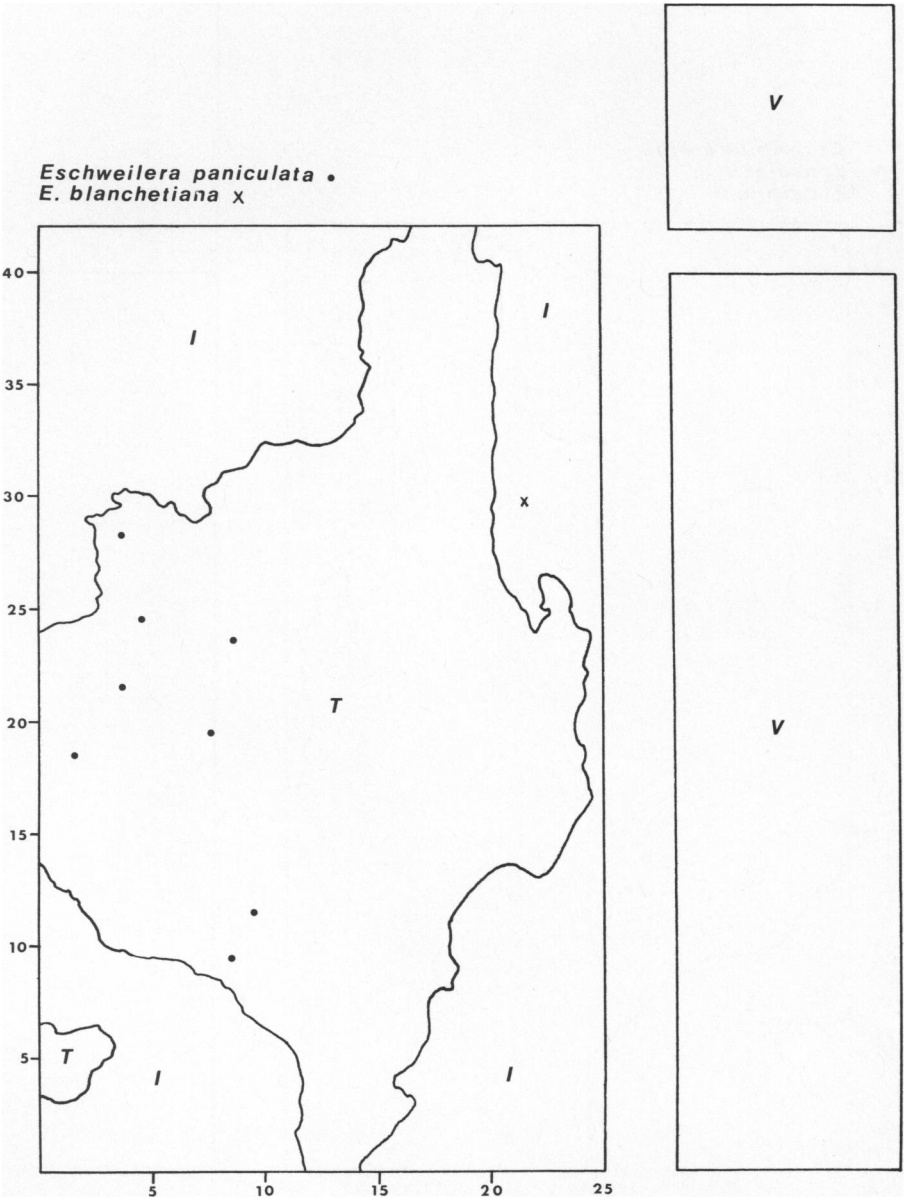 V
Eschweilera paniculata •
E. blanchetiana x
40
I
I
35
30
x
25
T
20
V
15
10
T
5
I
I
5
10
15
20
25